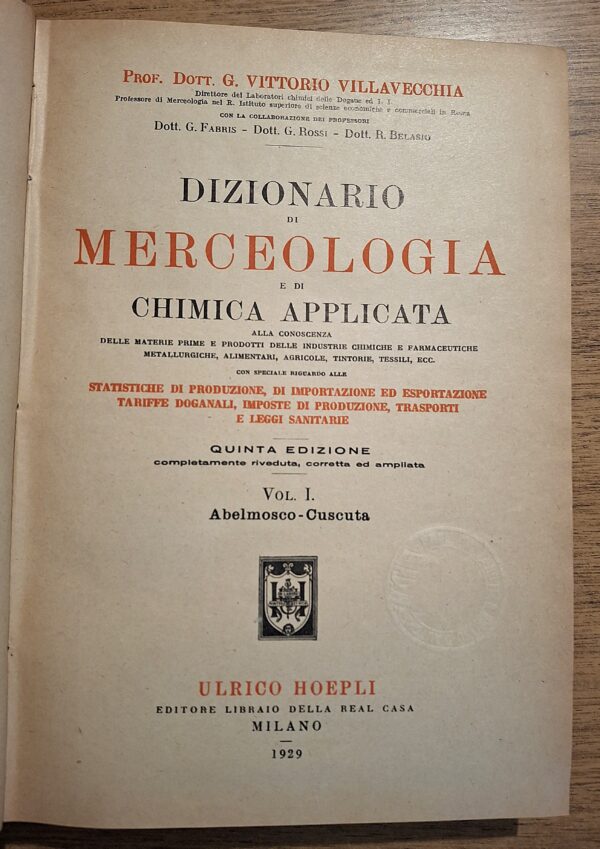 PROF. DOTT. G. VITTORIO VILLAVECCHIA
Direttore dei Laboratori chimici delle Dogane ed I. I.
Professore di Merceologia nel R. Istituto superiore di scienze economiche e commerciali in Roma
CON LA COLLABORAZIONE DEI PROFESSORI
Dott. G. FABRIS - Dott. G. ROSSI - Dott. R. BELASIO
DIZIONARIO
DI
MERCEOLOGIA
E DI
CHIMICA APPLICATA
ALLA CONOSCENZA
DELLE MATERIE PRIME E PRODOTTI DELLE INDUSTRIE CHIMICHE E FARMACEUTICHE
METALLURGICHE, ALIMENTARI, AGRICOLE, TINTORIE, TESSILI, ECC.
CON SPECIALE RIGUARDO ALLE
STATISTICHE DI PRODUZIONE, DI IMPORTAZIONE ED ESPORTAZIONE
TARIFFE DOGANALI, IMPOSTE DI PRODUZIONE, TRASPORTI
E LEGGI SANITARIE
QUINTA EDIZIONE
completamente riveduta, corretta ed ampliata
VOL. I.
Abelmosco-Cuscuta
ULRICO HOEPLI
EDITORE LIBRAIO DELLA REAL CASA
MILANO
1929